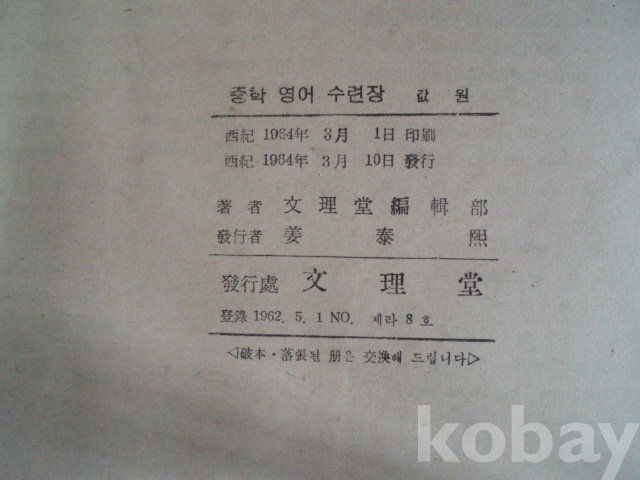 중학 영어 수련장 값 원
西紀 1964年 3月 1日 印刷
西紀 1964年 3月 10日 發行
著者 文理堂編輯部
發行者 姜泰熙
發行處 文理堂
登錄 1962. 5. 1 NO. 제라 8 호
◁破本·落張된 册은 交換해 드립니다▷
kobay